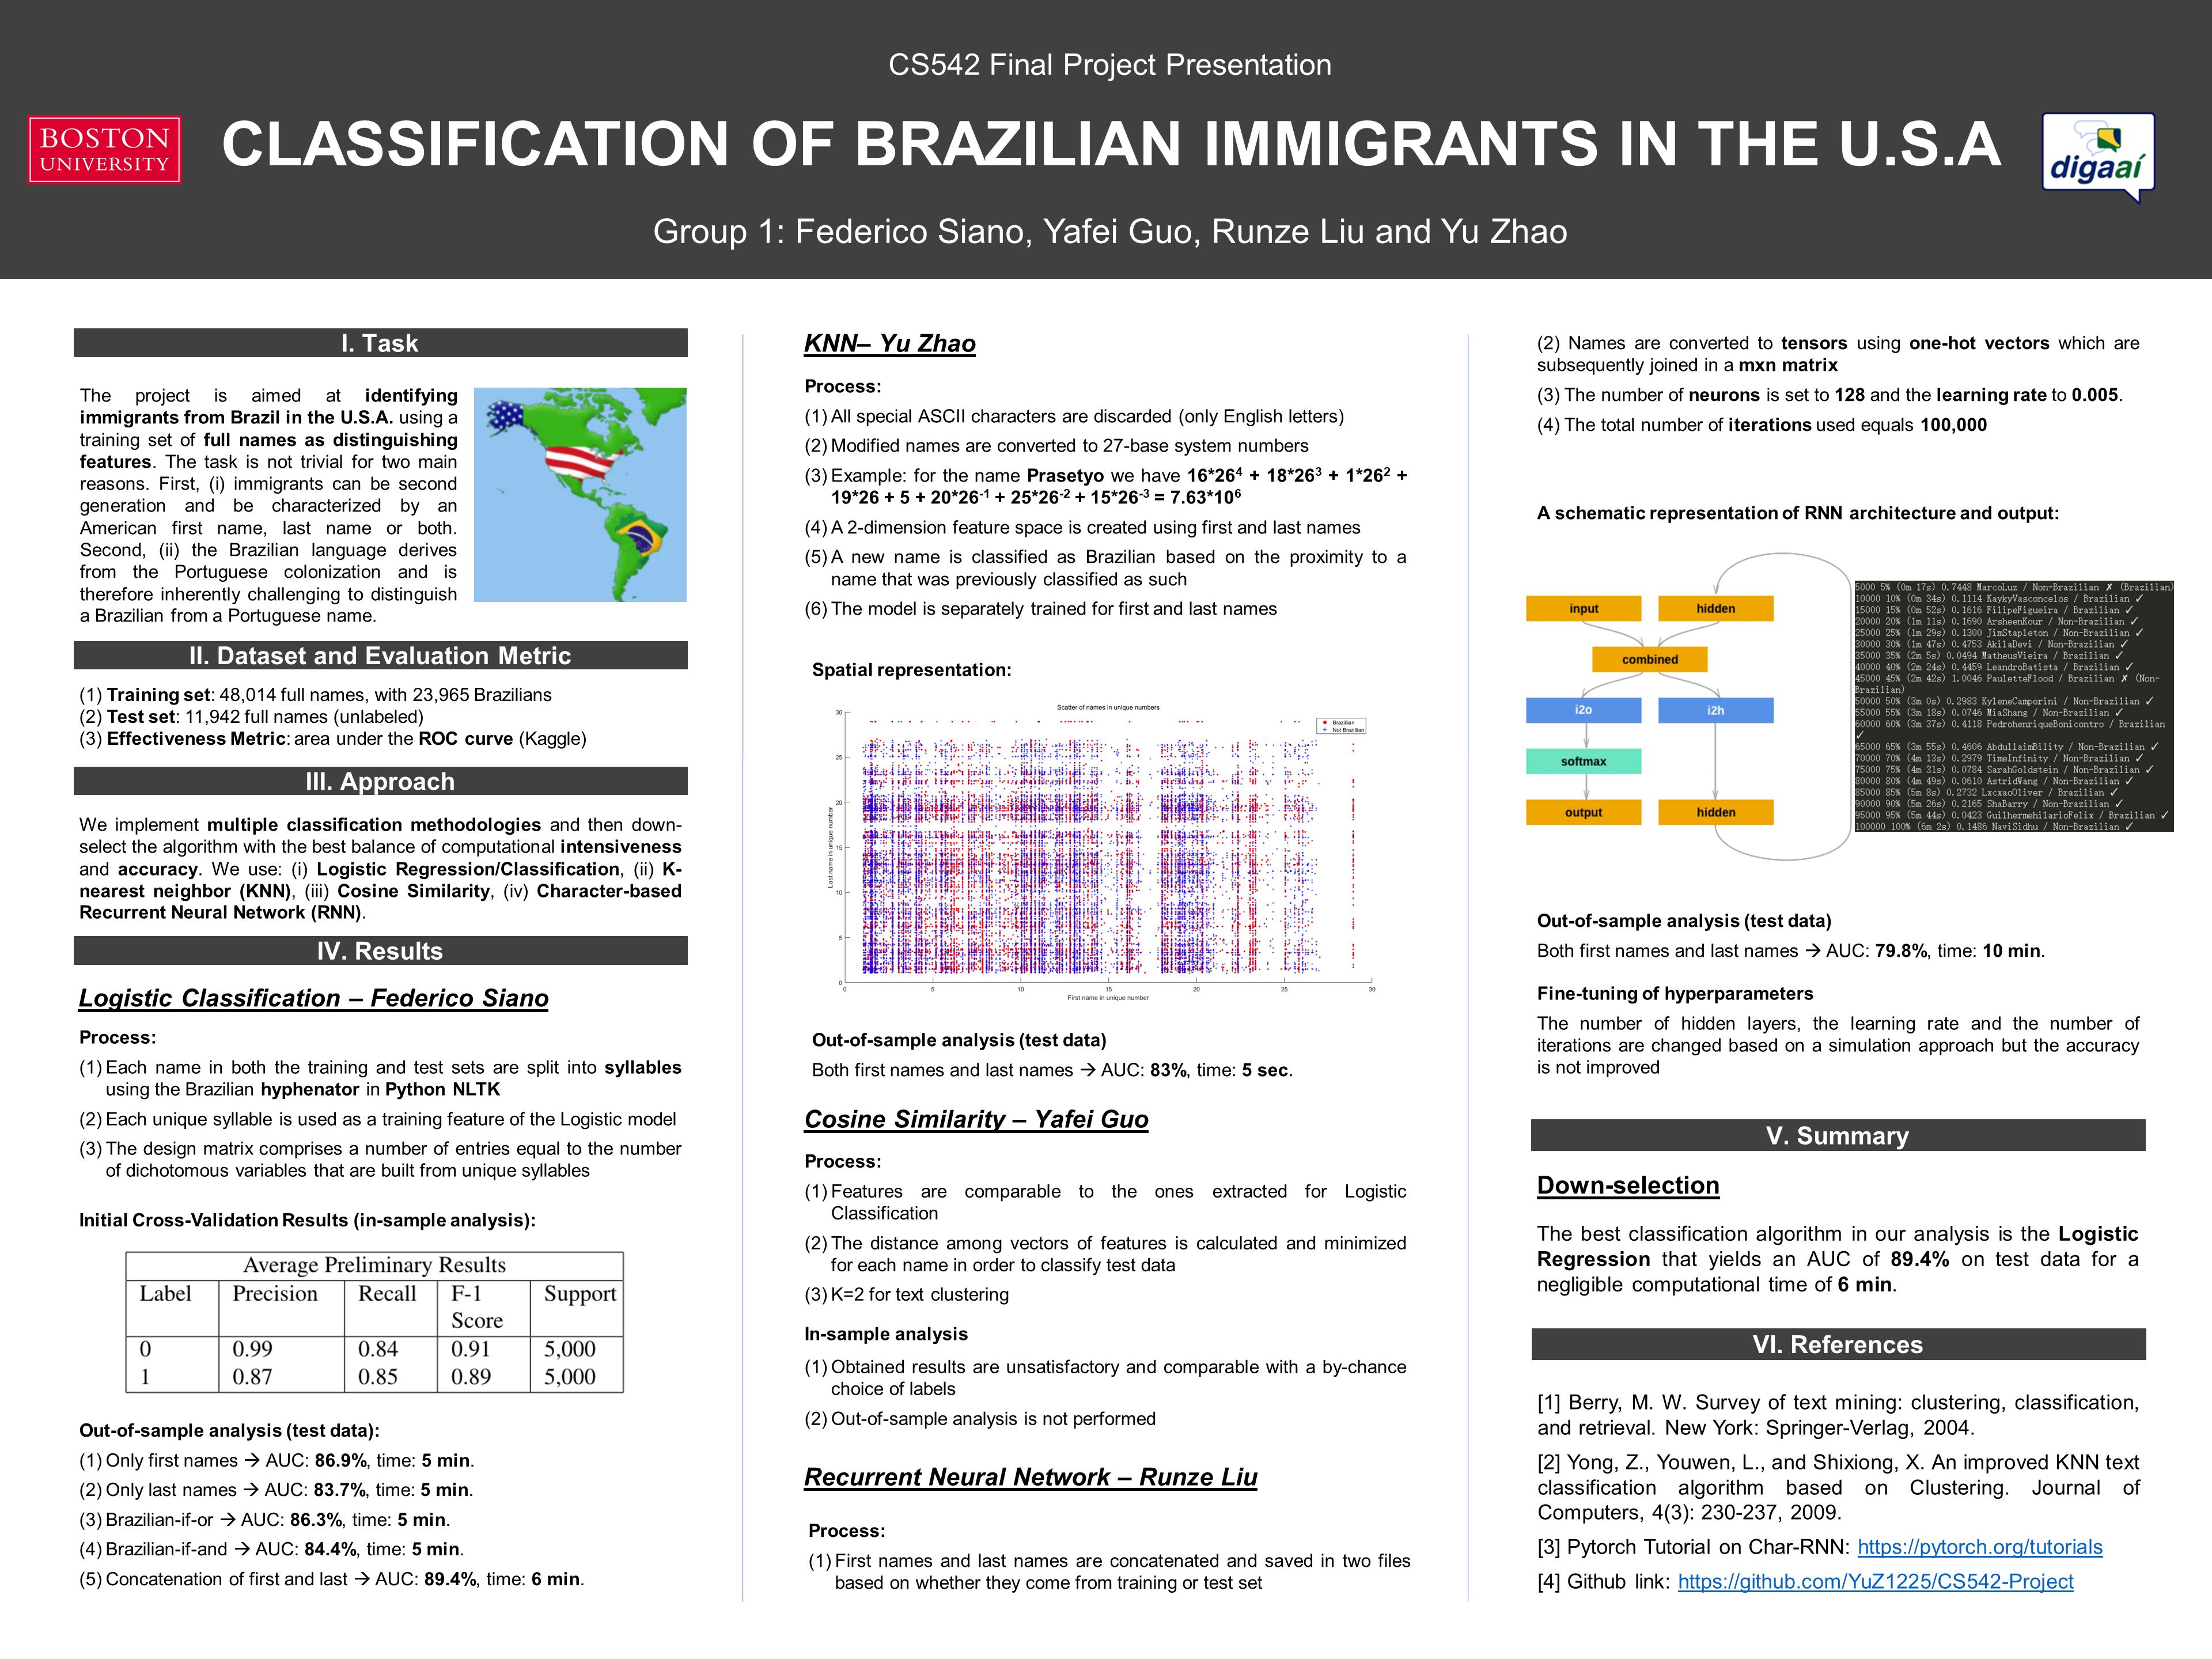 CS542 Final Project Presentation
BOSTON
UNIVERSITY
CLASSIFICATION OF BRAZILIAN IMMIGRANTS IN THE U.S.A
digaaí
Group 1: Federico Siano, Yafei Guo, Runze Liu and Yu Zhao
I. Task
The project is aimed at identifying
immigrants from Brazil in the U.S.A. using a
training set of full names as distinguishing
features. The task is not trivial for two main
reasons. First, (i) immigrants can be second
generation and be characterized by an
American first name, last name or both.
Second, (ii) the Brazilian language derives
from the Portuguese colonization and is
therefore inherently challenging to distinguish
a Brazilian from a Portuguese name.
II. Dataset and Evaluation Metric
(1) Training set: 48,014 full names, with 23,965 Brazilians
(2) Test set: 11,942 full names (unlabeled)
(3) Effectiveness Metric: area under the ROC curve (Kaggle)
III. Approach
We implement multiple classification methodologies and then down-
select the algorithm with the best balance of computational intensiveness
and accuracy. We use: (i) Logistic Regression/Classification, (ii) K-
nearest neighbor (KNN), (iii) Cosine Similarity, (iv) Character-based
Recurrent Neural Network (RNN).
IV. Results
Logistic Classification – Federico Siano
Process:
(1) Each name in both the training and test sets are split into syllables
using the Brazilian hyphenator in Python NLTK
(2) Each unique syllable is used as a training feature of the Logistic model
(3) The design matrix comprises a number of entries equal to the number
of dichotomous variables that are built from unique syllables
Initial Cross-Validation Results (in-sample analysis):
Average Preliminary Results
Label Precision Recall F-1 Score Support
0 0.99 0.84 0.91 5,000
1 0.87 0.85 0.89 5,000
Out-of-sample analysis (test data):
(1) Only first names → AUC: 86.9%, time: 5 min.
(2) Only last names → AUC: 83.7%, time: 5 min.
(3) Brazilian-if-or → AUC: 86.3%, time: 5 min.
(4) Brazilian-if-and → AUC: 84.4%, time: 5 min.
(5) Concatenation of first and last → AUC: 89.4%, time: 6 min.
KNN– Yu Zhao
Process:
(1) All special ASCII characters are discarded (only English letters)
(2) Modified names are converted to 27-base system numbers
(3) Example: for the name Prasetyo we have 16*26⁴ + 18*26³ + 1*26² +
19*26 + 5 + 20*26⁻¹ + 25*26⁻² + 15*26⁻³ = 7.63*10⁶
(4) A 2-dimension feature space is created using first and last names
(5) A new name is classified as Brazilian based on the proximity to a
name that was previously classified as such
(6) The model is separately trained for first and last names
Spatial representation:
Scatter of names in unique numbers
Brazilian
Not Brazilian
Last name in unique number
30
25
20
15
10
5
0
0 5 10 15 20 25 30
First name in unique number
Out-of-sample analysis (test data)
Both first names and last names → AUC: 83%, time: 5 sec.
Cosine Similarity – Yafei Guo
Process:
(1) Features are comparable to the ones extracted for Logistic
Classification
(2) The distance among vectors of features is calculated and minimized
for each name in order to classify test data
(3) K=2 for text clustering
In-sample analysis
(1) Obtained results are unsatisfactory and comparable with a by-chance
choice of labels
(2) Out-of-sample analysis is not performed
Recurrent Neural Network – Runze Liu
Process:
(1) First names and last names are concatenated and saved in two files
based on whether they come from training or test set
(2) Names are converted to tensors using one-hot vectors which are
subsequently joined in a mxn matrix
(3) The number of neurons is set to 128 and the learning rate to 0.005.
(4) The total number of iterations used equals 100,000
A schematic representation of RNN architecture and output:
input hidden
combined
i2o i2h
softmax
output hidden
5000 5% (0m 17s) 0.7448 MarcoLuz / Non-Brazilian ✗ (Brazilian)
10000 10% (0m 34s) 0.1114 KaykyVasconcelos / Brazilian ✓
15000 15% (0m 52s) 0.1616 FilipeFigueira / Brazilian ✓
20000 20% (1m 11s) 0.1690 ArsheenKour / Non-Brazilian ✓
25000 25% (1m 29s) 0.1300 JimStapleton / Non-Brazilian ✓
30000 30% (1m 47s) 0.4753 AkilaDevi / Non-Brazilian ✓
35000 35% (2m 5s) 0.0494 MatheusVieira / Brazilian ✓
40000 40% (2m 24s) 0.4459 LeandroBatista / Brazilian ✓
45000 45% (2m 42s) 1.0046 PauletteFlood / Brazilian ✗ (Non-
Brazilian)
50000 50% (3m 0s) 0.2983 KyleneCamporini / Non-Brazilian ✓
55000 55% (3m 18s) 0.0746 MiaShang / Non-Brazilian ✓
60000 60% (3m 37s) 0.4118 PedrohenriqueBonicontro / Brazilian
✓
65000 65% (3m 55s) 0.4606 AbdullaimBility / Non-Brazilian ✓
70000 70% (4m 13s) 0.2979 TimeInfinity / Non-Brazilian ✓
75000 75% (4m 31s) 0.0784 SarahGoldstein / Non-Brazilian ✓
80000 80% (4m 49s) 0.0610 AstridWang / Non-Brazilian ✓
85000 85% (5m 8s) 0.2732 LxcxaoOliver / Brazilian ✓
90000 90% (5m 26s) 0.2165 ShaBarry / Non-Brazilian ✓
95000 95% (5m 44s) 0.0423 GuilhermehilarioFelix / Brazilian ✓
100000 100% (6m 2s) 0.1486 NaviSidhu / Non-Brazilian ✓
Out-of-sample analysis (test data)
Both first names and last names → AUC: 79.8%, time: 10 min.
Fine-tuning of hyperparameters
The number of hidden layers, the learning rate and the number of
iterations are changed based on a simulation approach but the accuracy
is not improved
V. Summary
Down-selection
The best classification algorithm in our analysis is the Logistic
Regression that yields an AUC of 89.4% on test data for a
negligible computational time of 6 min.
VI. References
[1] Berry, M. W. Survey of text mining: clustering, classification,
and retrieval. New York: Springer-Verlag, 2004.
[2] Yong, Z., Youwen, L., and Shixiong, X. An improved KNN text
classification algorithm based on Clustering. Journal of
Computers, 4(3): 230-237, 2009.
[3] Pytorch Tutorial on Char-RNN: https://pytorch.org/tutorials
[4] Github link: https://github.com/YuZ1225/CS542-Project